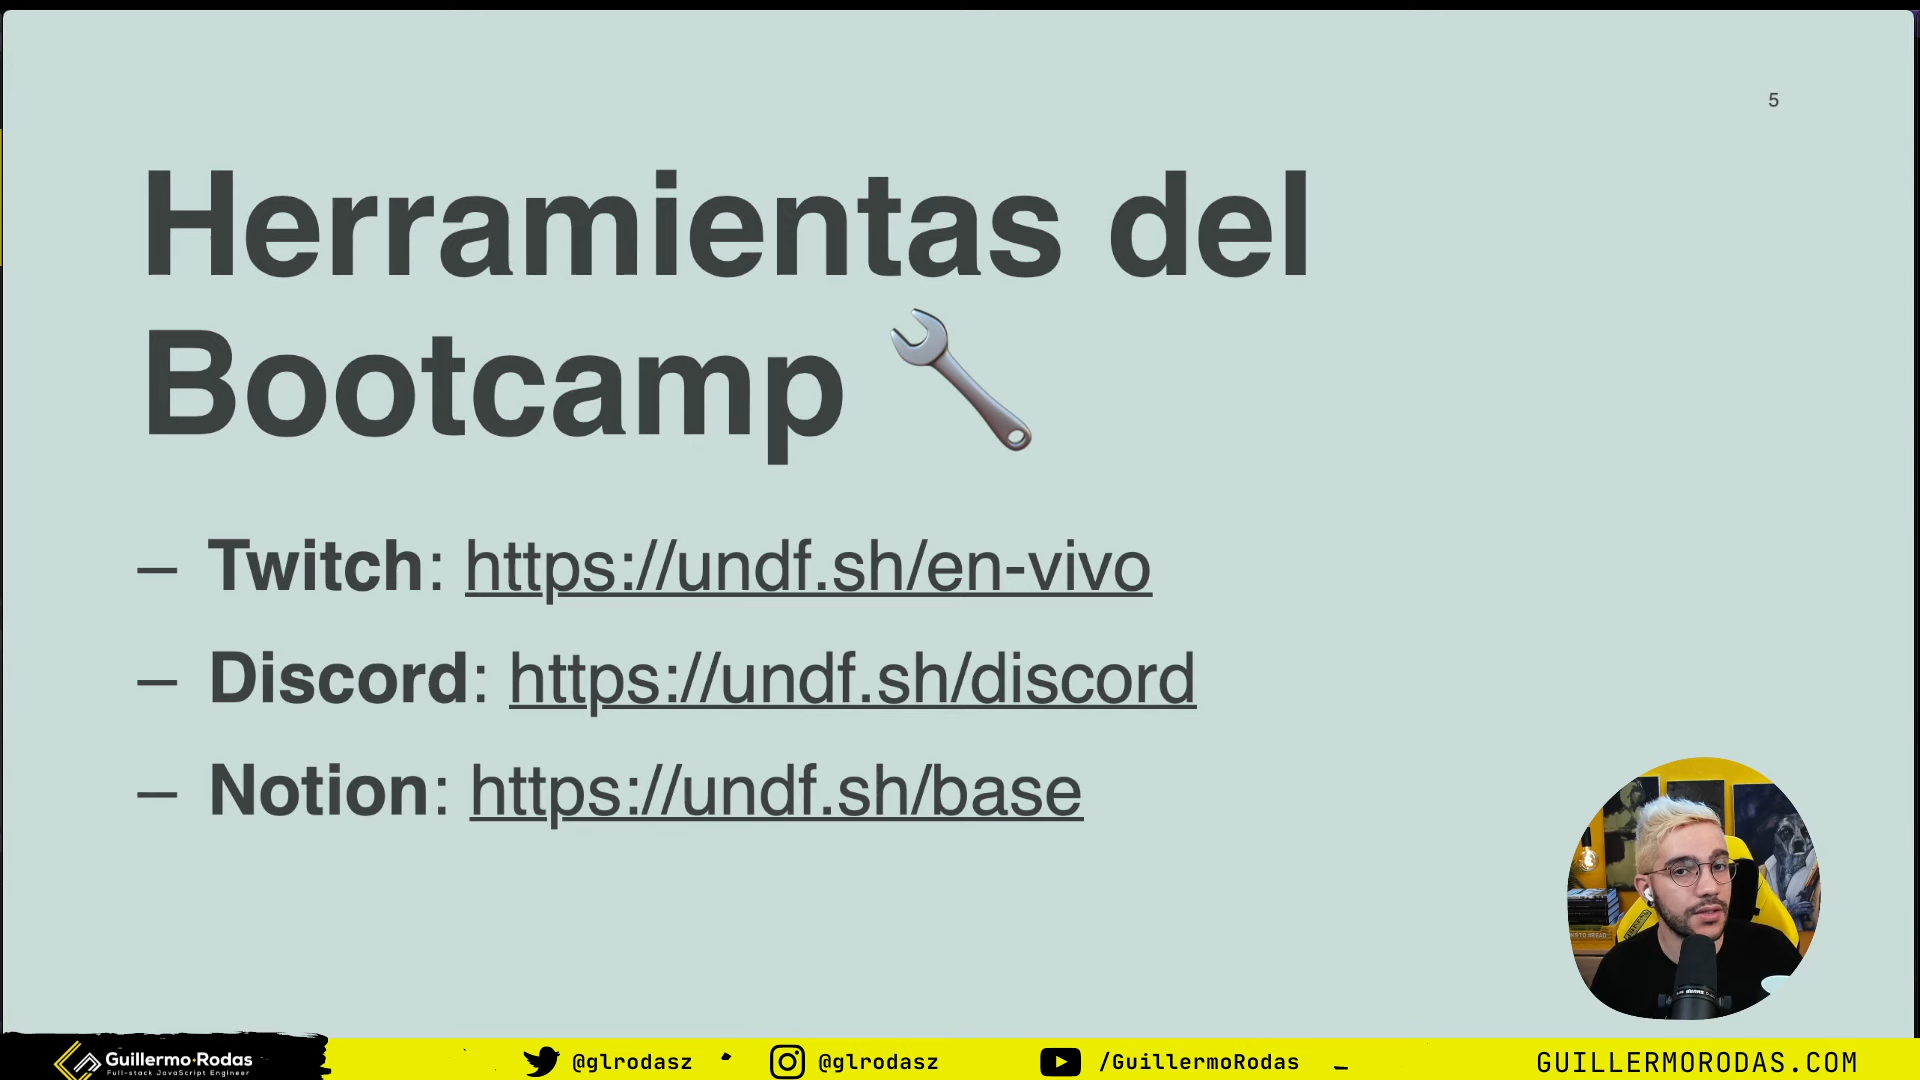 5
Herramientas del
Bootcamp
– Twitch: https://undf.sh/en-vivo
– Discord: https://undf.sh/discord
– Notion: https://undf.sh/base
Guillermo·Rodas
Full-stack JavaScript Engineer
@glrodasz
@glrodasz
/GuillermoRodas
GUILLERMORODAS.COM